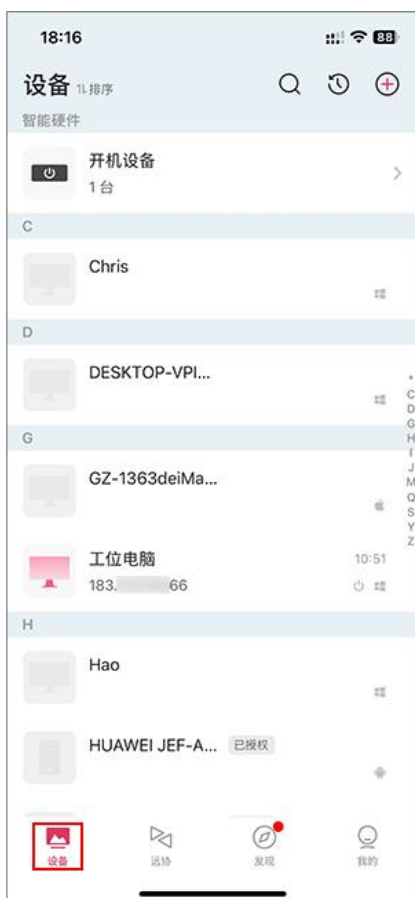 18:16
88
设备 排序
智能硬件
开机设备
1 台
C
Chris
D
DESKTOP-VPI...
G
GZ-1363deiMa...
工位电脑
10:51
183. 66
H
Hao
HUAWEI JEF-A... 已授权
C
D
G
H
I
J
M
Q
S
Y
Z
设备
远协
发现
我的